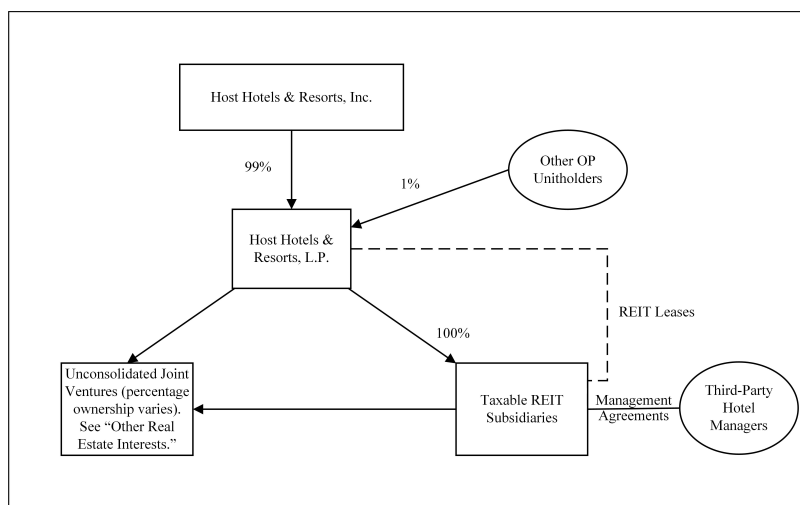 Host Hotels & Resorts, Inc.
99%
1%
Other OP
Unitholders
Host Hotels &
Resorts, L.P.
REIT Leases
100%
Unconsolidated Joint
Ventures (percentage
ownership varies).
See “Other Real
Estate Interests.”
Taxable REIT
Subsidiaries
Management
Agreements
Third-Party
Hotel
Managers